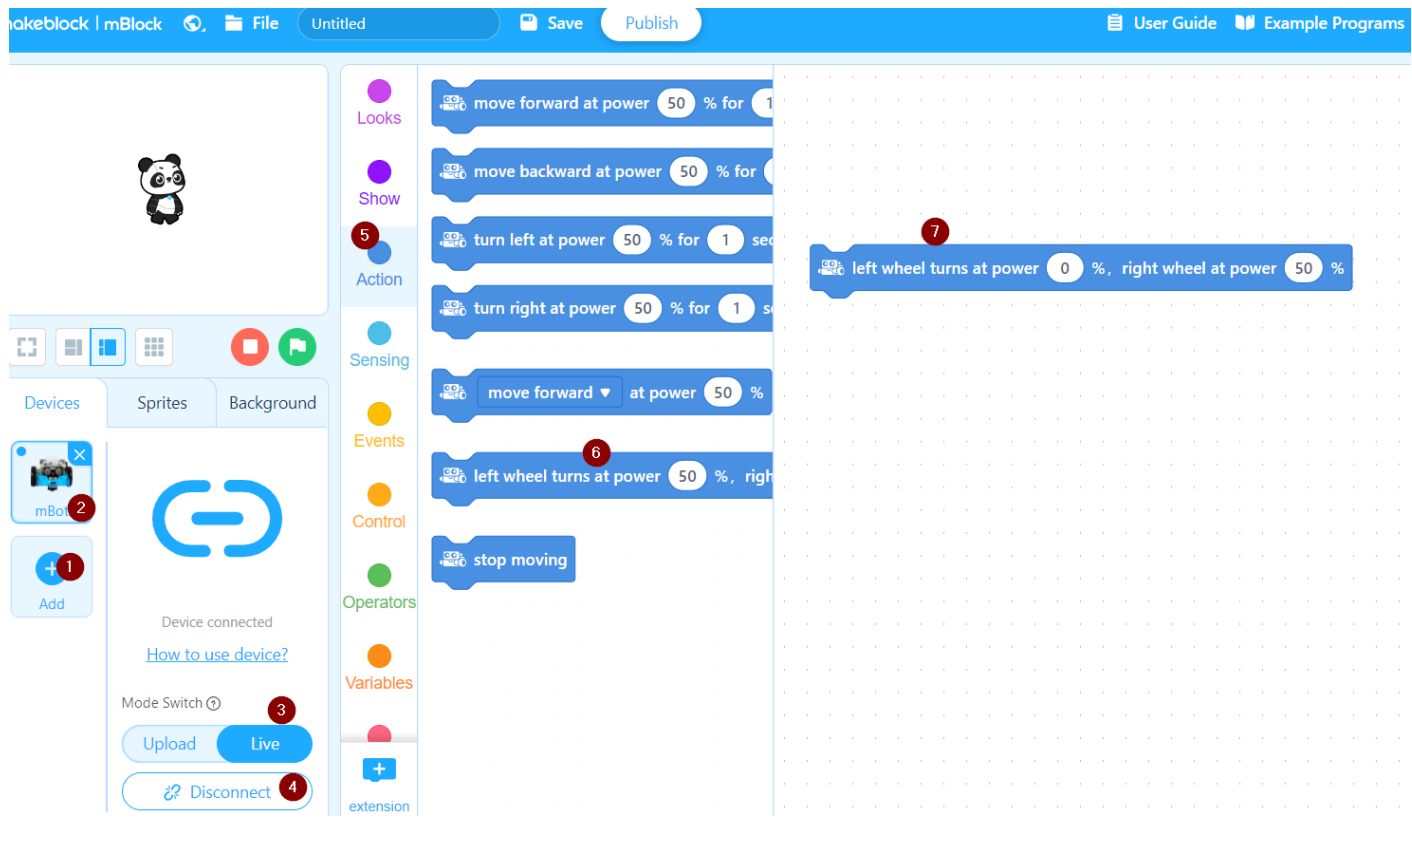 makeblock | mBlock File Untitled Save Publish User Guide Example Programs
Looks
Show
5
Action
Sensing
Events
Control
Operators
Variables
extension
move forward at power 50 % for 1
move backward at power 50 % for
turn left at power 50 % for 1 sec
turn right at power 50 % for 1 s
move forward ▼ at power 50 %
6
left wheel turns at power 50 %, righ
stop moving
7
left wheel turns at power 0 %, right wheel at power 50 %
Devices Sprites Background
mBot 2
1
Add
Device connected
How to use device?
Mode Switch ?
3
Upload Live
Disconnect 4